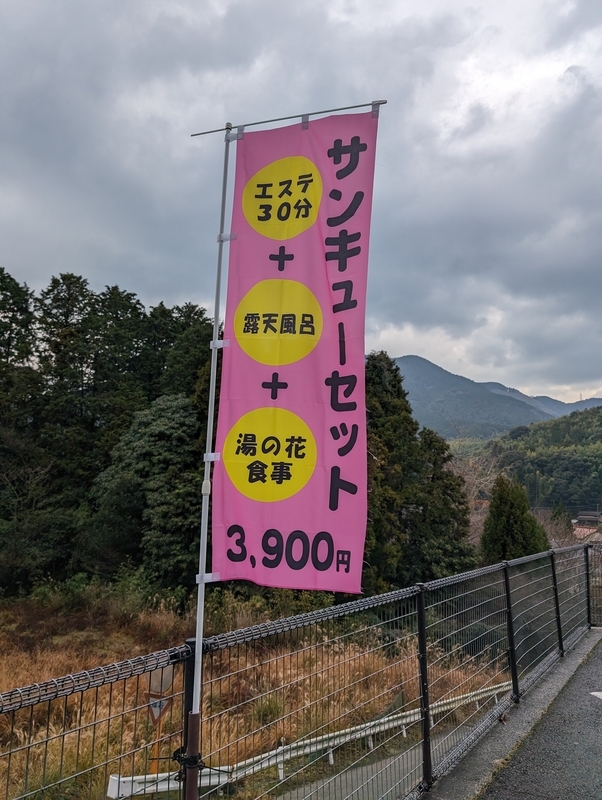 サンキューセット
エステ
30分
+
露天風呂
+
湯の花
食事
3,900円